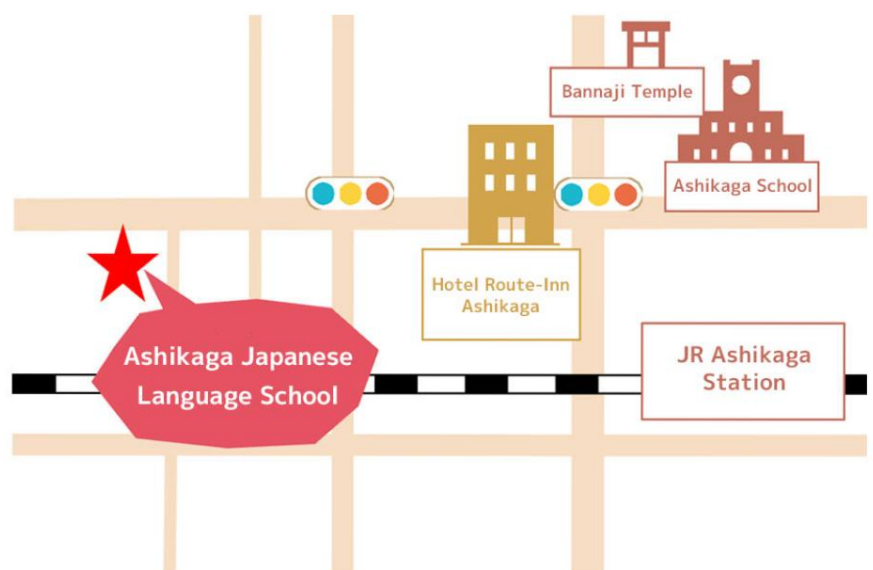 Bannaji Temple
Ashikaga School
Hotel Route-Inn
Ashikaga
Ashikaga Japanese
Language School
JR Ashikaga
Station